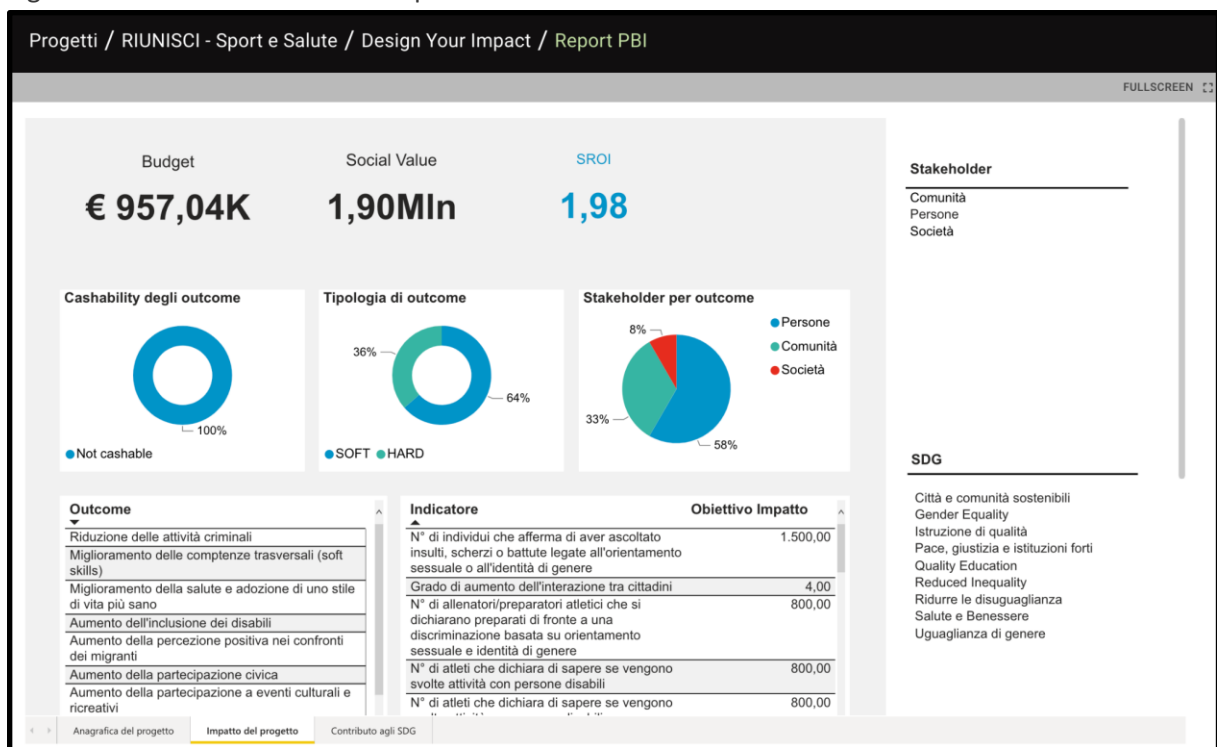 Progetti / RIUNISCI - Sport e Salute / Design Your Impact / Report PBI
FULLSCREEN
Budget
€ 957,04K
Social Value
1,90Mln
SROI
1,98
Stakeholder
Comunità
Persone
Società
Cashability degli outcome
100%
Not cashable
Tipologia di outcome
36%
64%
SOFT HARD
Stakeholder per outcome
8%
33%
58%
Persone
Comunità
Società
SDG
Città e comunità sostenibili
Gender Equality
Istruzione di qualità
Pace, giustizia e istituzioni forti
Quality Education
Reduced Inequality
Ridurre le disuguaglianza
Salute e Benessere
Uguaglianza di genere
Outcome
Riduzione delle attività criminali
Miglioramento delle comptenze trasversali (soft
skills)
Miglioramento della salute e adozione di uno stile
di vita più sano
Aumento dell'inclusione dei disabili
Aumento della percezione positiva nei confronti
dei migranti
Aumento della partecipazione civica
Aumento della partecipazione a eventi culturali e
ricreativi
Indicatore Obiettivo Impatto
N° di individui che afferma di aver ascoltato 1.500,00
insulti, scherzi o battute legate all'orientamento
sessuale o all'identità di genere
Grado di aumento dell'interazione tra cittadini 4,00
N° di allenatori/preparatori atletici che si 800,00
dichiarano preparati di fronte a una
discriminazione basata su orientamento
sessuale e identità di genere
N° di atleti che dichiara di sapere se vengono 800,00
svolte attività con persone disabili
N° di atleti che dichiara di sapere se vengono 800,00
Anagrafica del progetto Impatto del progetto Contributo agli SDG